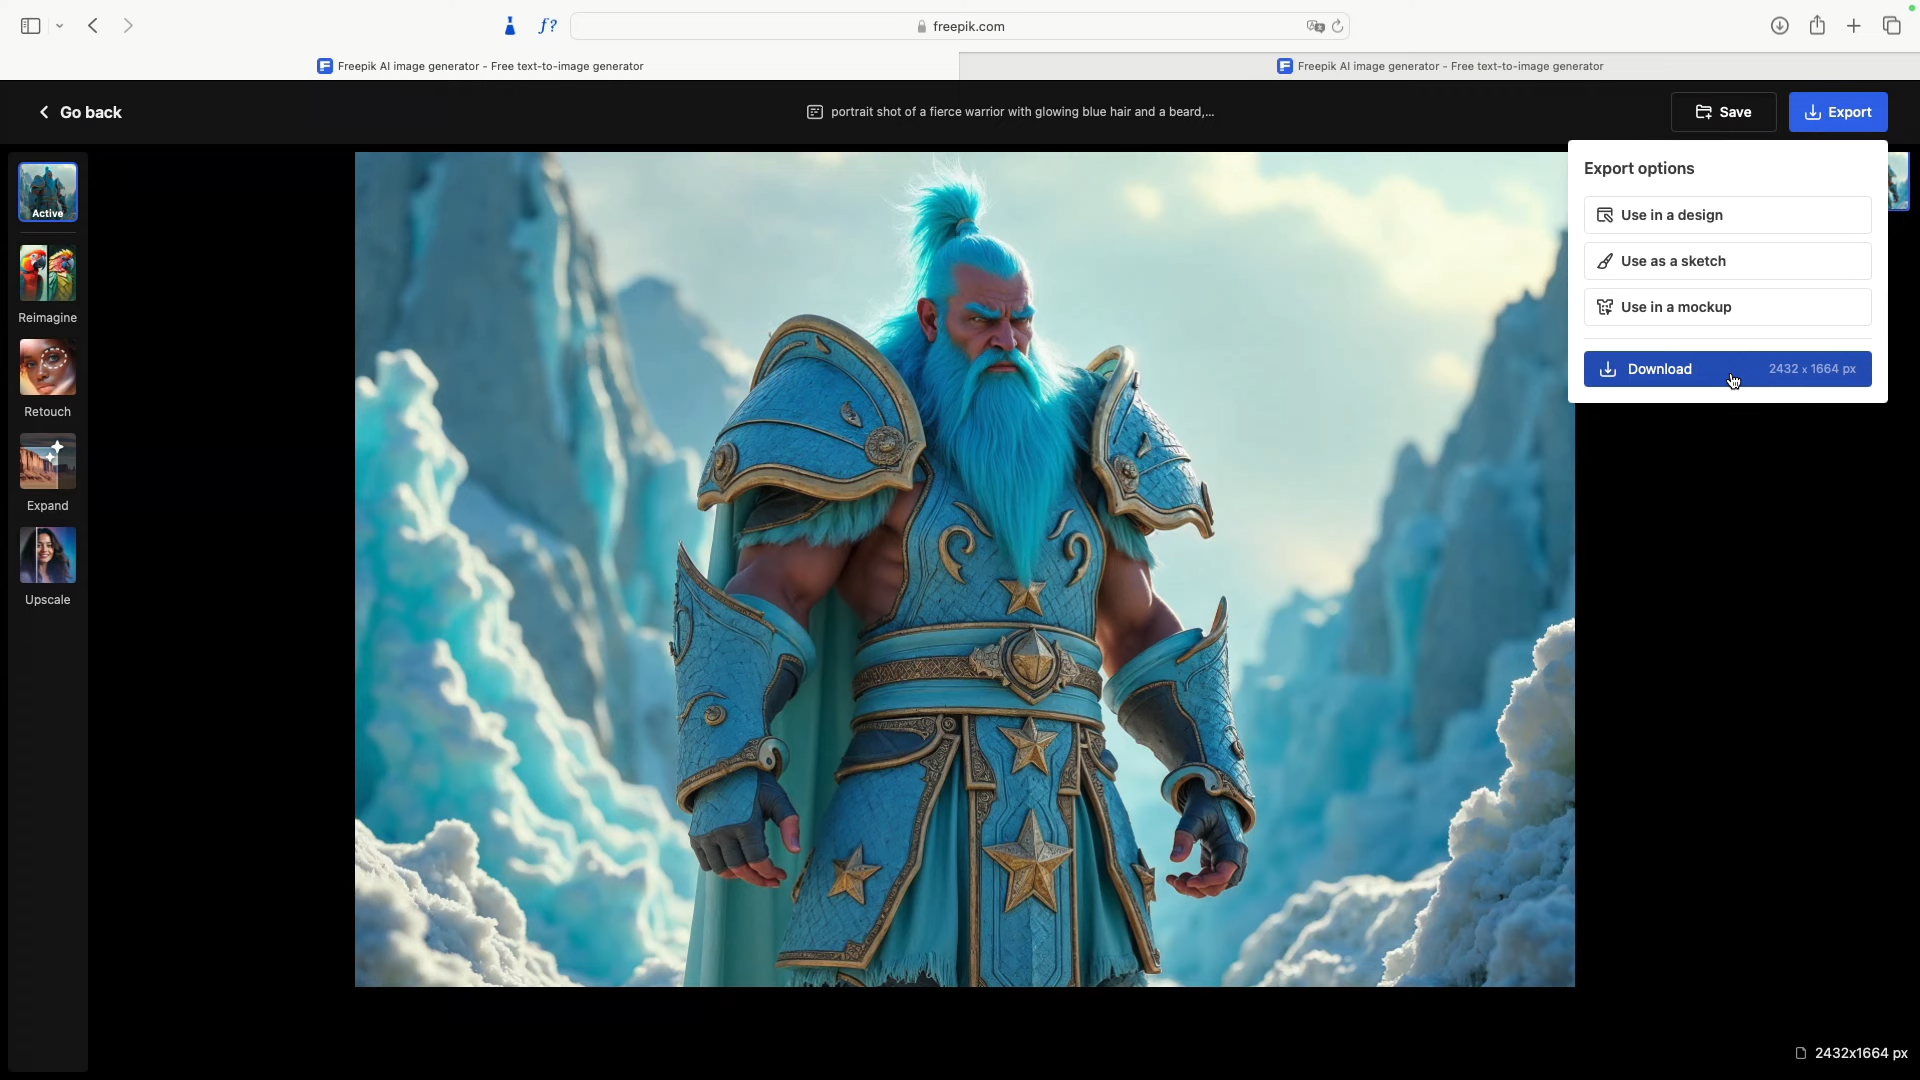 freepik.com
Freepik AI image generator - Free text-to-image generator
Freepik AI image generator - Free text-to-image generator
Go back
portrait shot of a fierce warrior with glowing blue hair and a beard,...
Save
Export
Export options
Use in a design
Use as a sketch
Use in a mockup
Download 2432 x 1664 px
Active
Reimagine
Retouch
Expand
Upscale
2432x1664 px